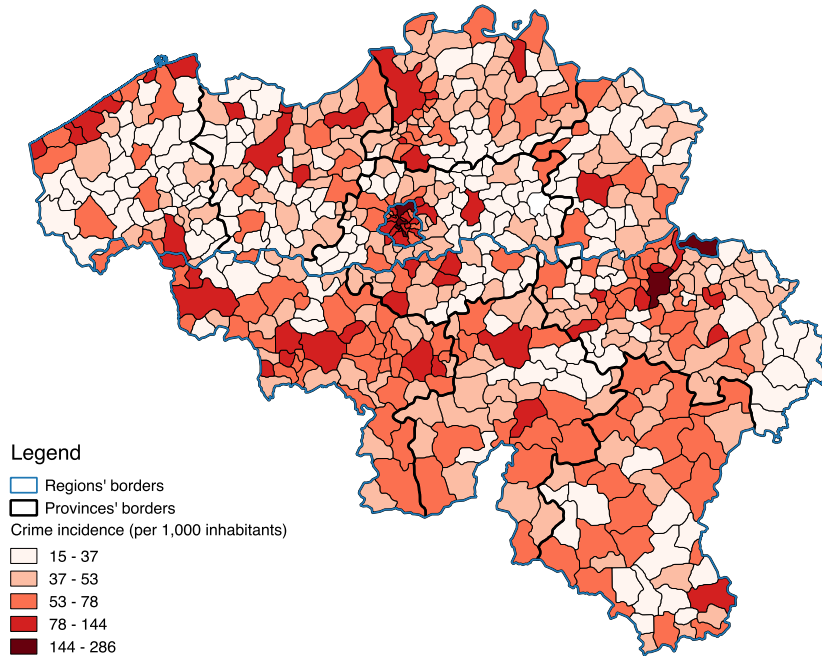 Legend
Regions' borders
Provinces' borders
Crime incidence (per 1,000 inhabitants)
15 - 37
37 - 53
53 - 78
78 - 144
144 - 286